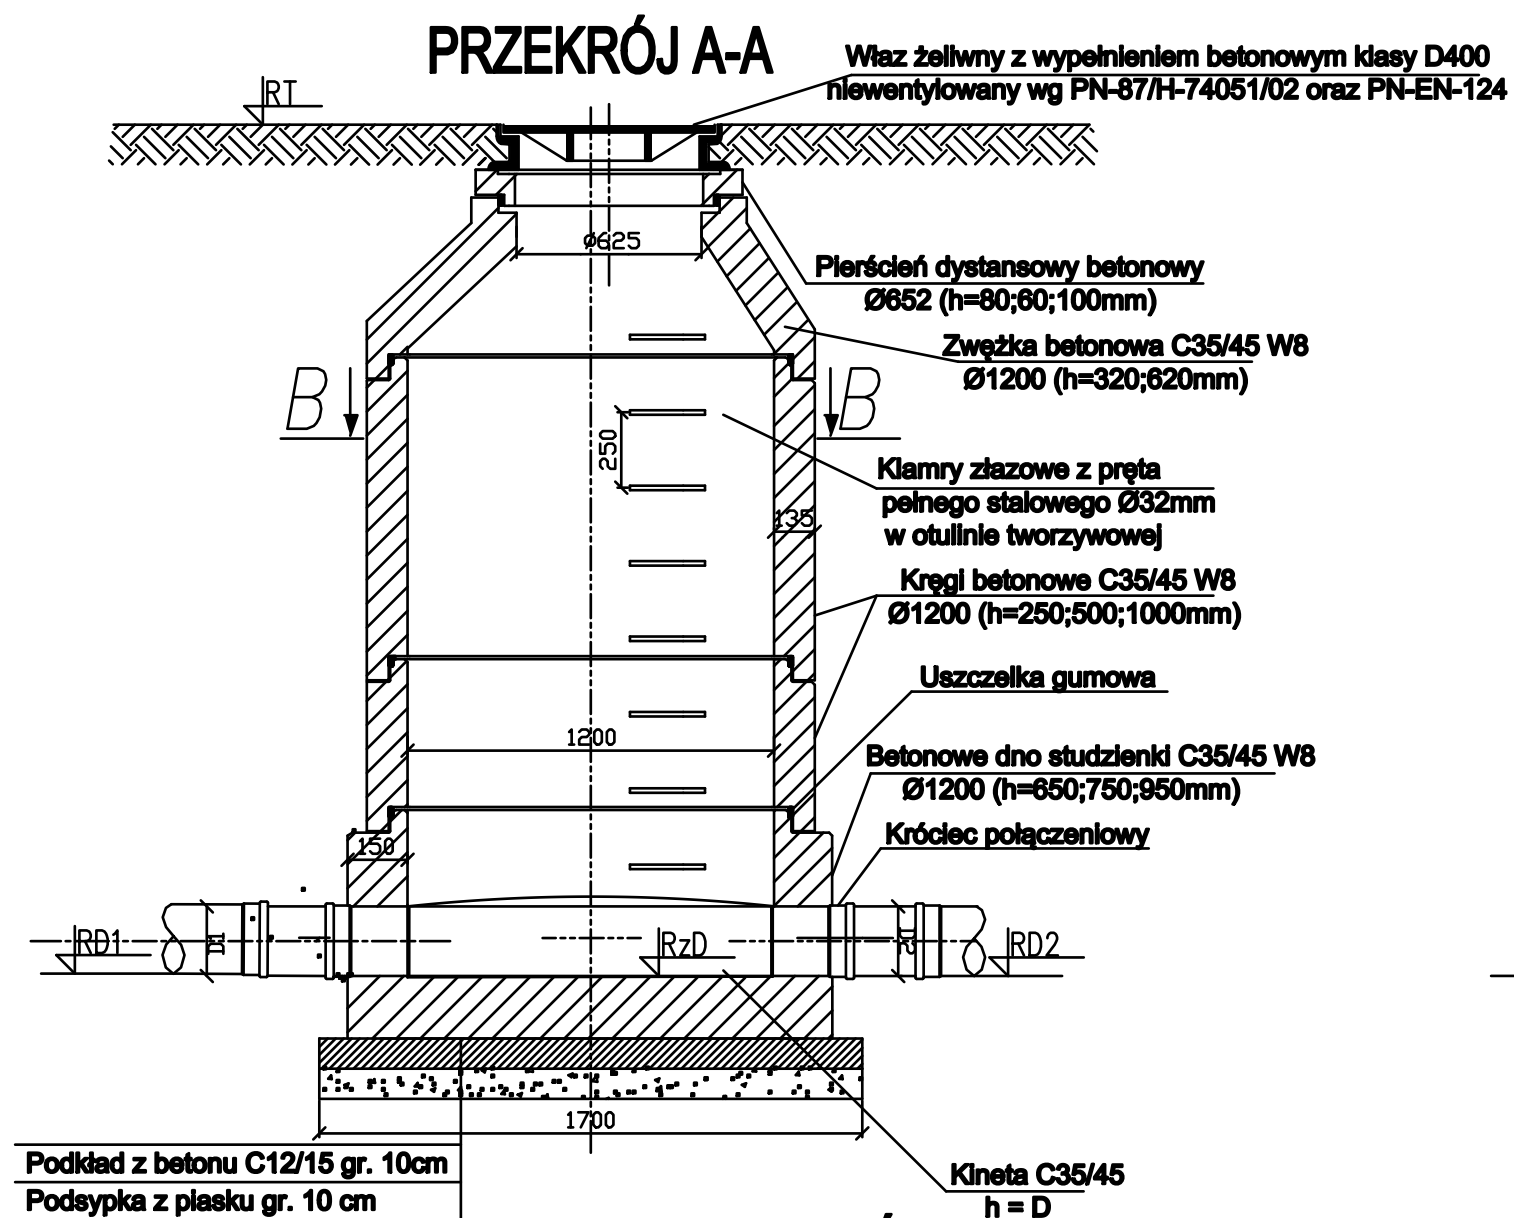 PRZEKRÓJ A-A
Właz żeliwny z wypełnieniem betonowym klasy D400
niewentylowany wg PN-87/H-74051/02 oraz PN-EN-124
RT
Ø625
Pierścień dystansowy betonowy
Ø652 (h=80;60;100mm)
Zwężka betonowa C35/45 W8
Ø1200 (h=320;620mm)
B
B
250
Klamry złazowe z pręta
pełnego stalowego Ø32mm
w otulinie tworzywowej
135
Kręgi betonowe C35/45 W8
Ø1200 (h=250;500;1000mm)
Uszczelka gumowa
1200
Betonowe dno studzienki C35/45 W8
Ø1200 (h=650;750;950mm)
Króciec połączeniowy
150
RD1
D1
RzD
D2
RD2
1700
Podkład z betonu C12/15 gr. 10cm
Podsypka z piasku gr. 10 cm
Kineta C35/45
h = D